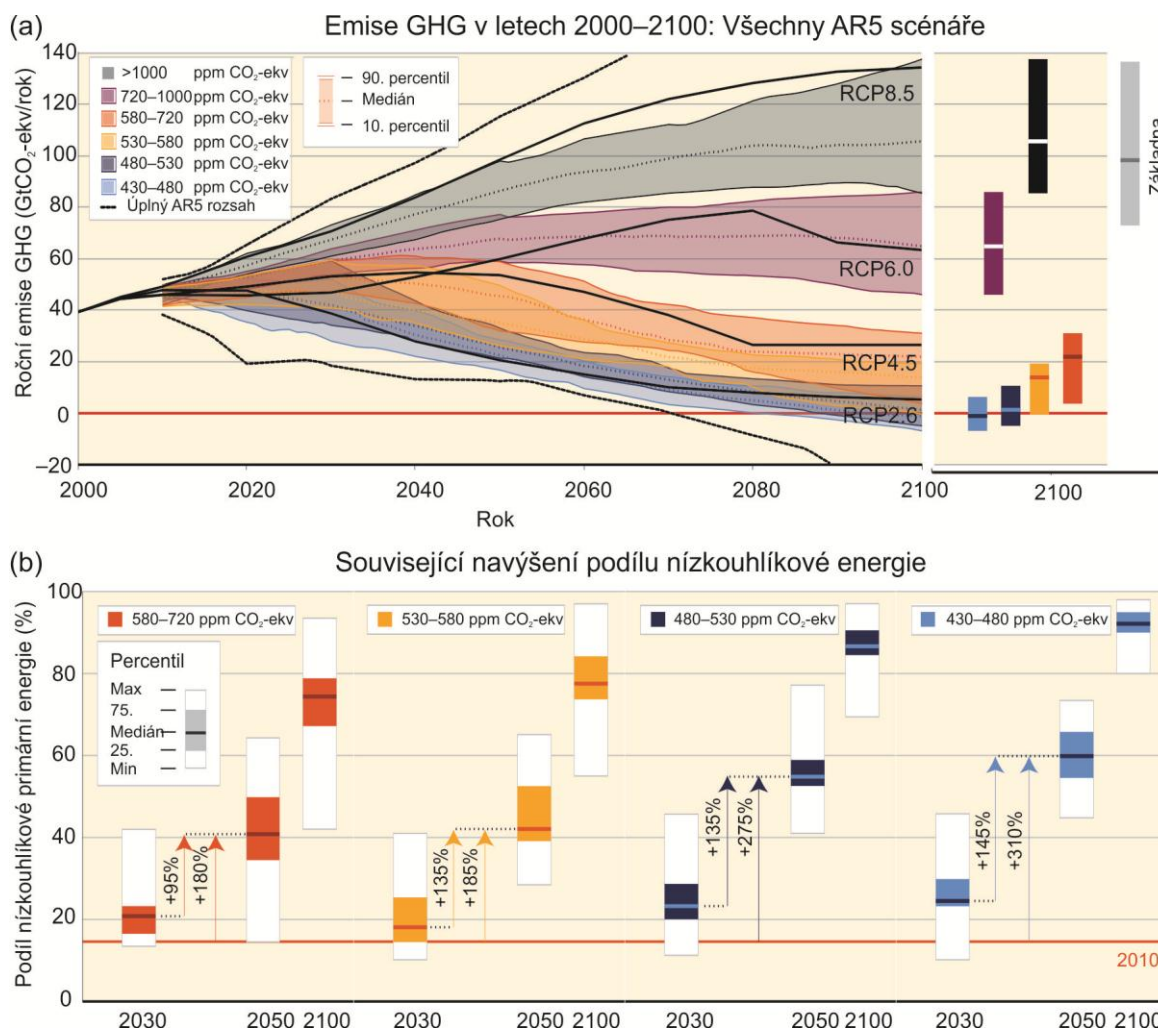 (a) Emise GHG v letech 2000–2100: Všechny AR5 scénáře
Roční emise GHG (GtCO₂-ekv/rok)
140
120
100
80
60
40
20
0
–20
>1000 ppm CO₂-ekv
720–1000 ppm CO₂-ekv
580–720 ppm CO₂-ekv
530–580 ppm CO₂-ekv
480–530 ppm CO₂-ekv
430–480 ppm CO₂-ekv
Úplný AR5 rozsah
90. percentil
Medián
10. percentil
RCP8.5
RCP6.0
RCP4.5
RCP2.6
Základna
2000 2020 2040 2060 2080 2100 2100
Rok
(b) Související navýšení podílu nízkouhlíkové energie
Podíl nízkouhlíkové primární energie (%)
100
80
60
40
20
0
580–720 ppm CO₂-ekv
530–580 ppm CO₂-ekv
480–530 ppm CO₂-ekv
430–480 ppm CO₂-ekv
Percentil
Max
75.
Medián
25.
Min
+95%
+180%
+135%
+185%
+135%
+275%
+145%
+310%
2010
2030 2050 2100 2030 2050 2100 2030 2050 2100 2030 2050 2100